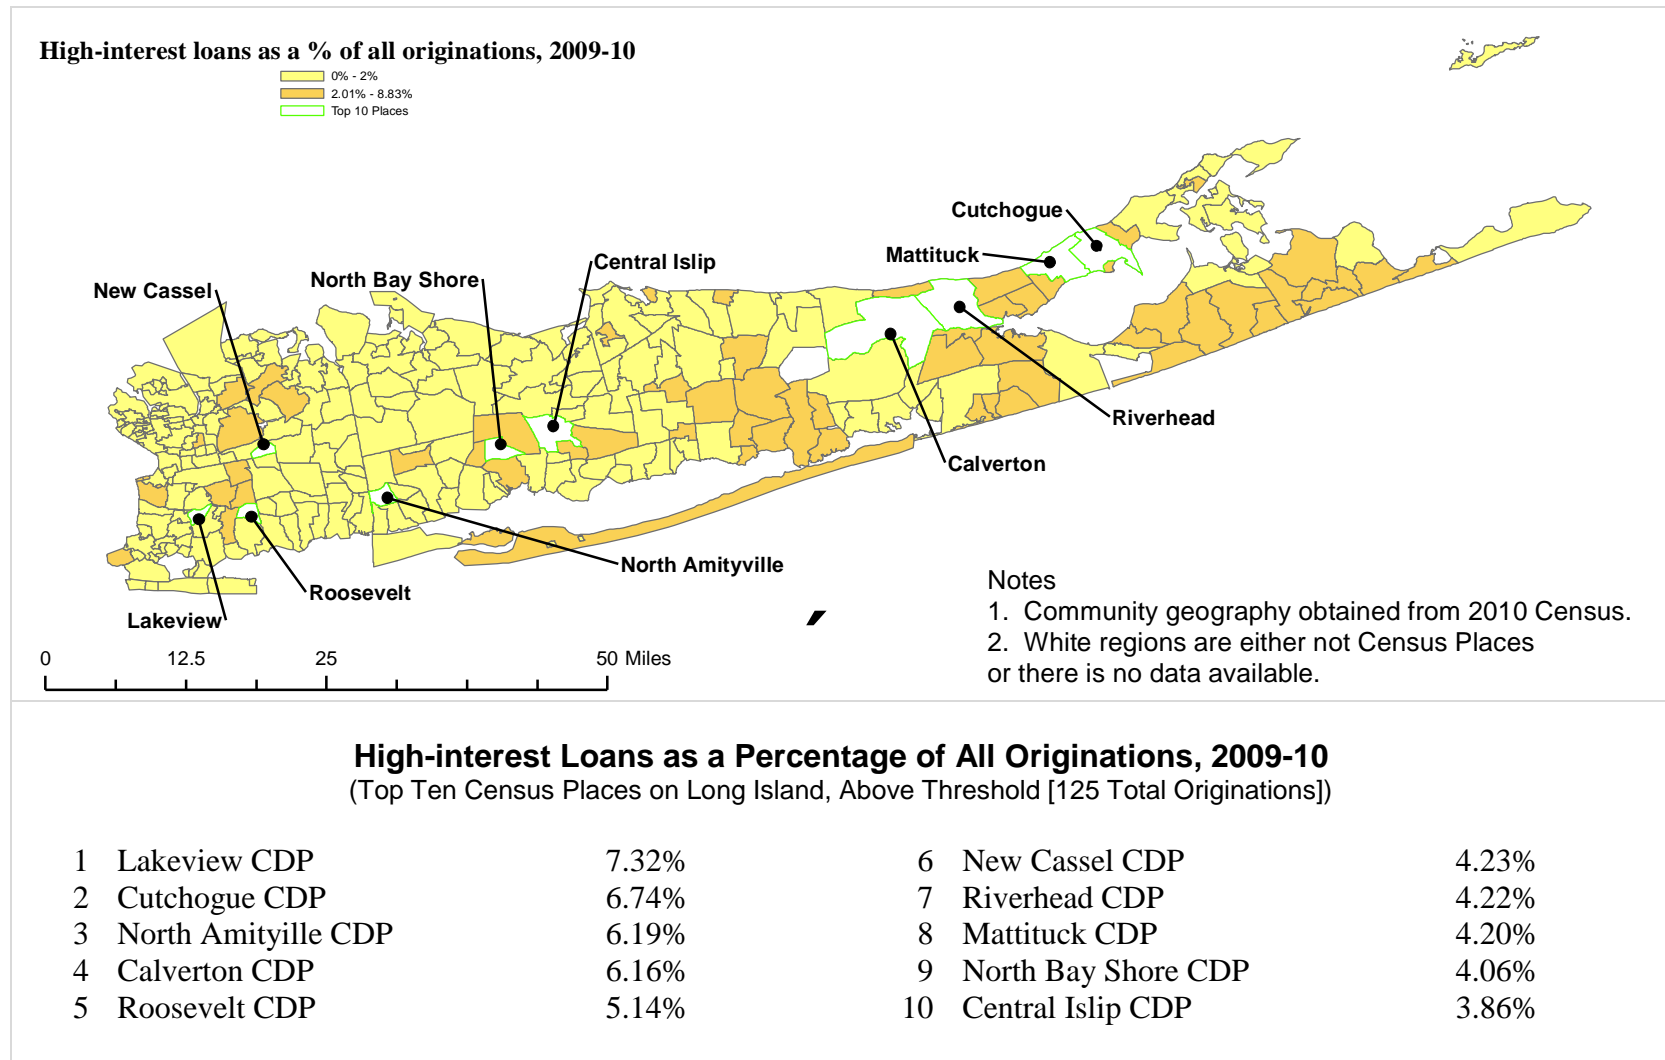 High-interest loans as a % of all originations, 2009-10
0% - 2%
2.01% - 8.83%
Top 10 Places
Cutchogue
Mattituck
Central Islip
North Bay Shore
New Cassel
Riverhead
Calverton
North Amityville
Roosevelt
Lakeview
Notes
1. Community geography obtained from 2010 Census.
2. White regions are either not Census Places
or there is no data available.
0 12.5 25 50 Miles
High-interest Loans as a Percentage of All Originations, 2009-10
(Top Ten Census Places on Long Island, Above Threshold [125 Total Originations])
1 Lakeview CDP 7.32% 6 New Cassel CDP 4.23%
2 Cutchogue CDP 6.74% 7 Riverhead CDP 4.22%
3 North Amityille CDP 6.19% 8 Mattituck CDP 4.20%
4 Calverton CDP 6.16% 9 North Bay Shore CDP 4.06%
5 Roosevelt CDP 5.14% 10 Central Islip CDP 3.86%